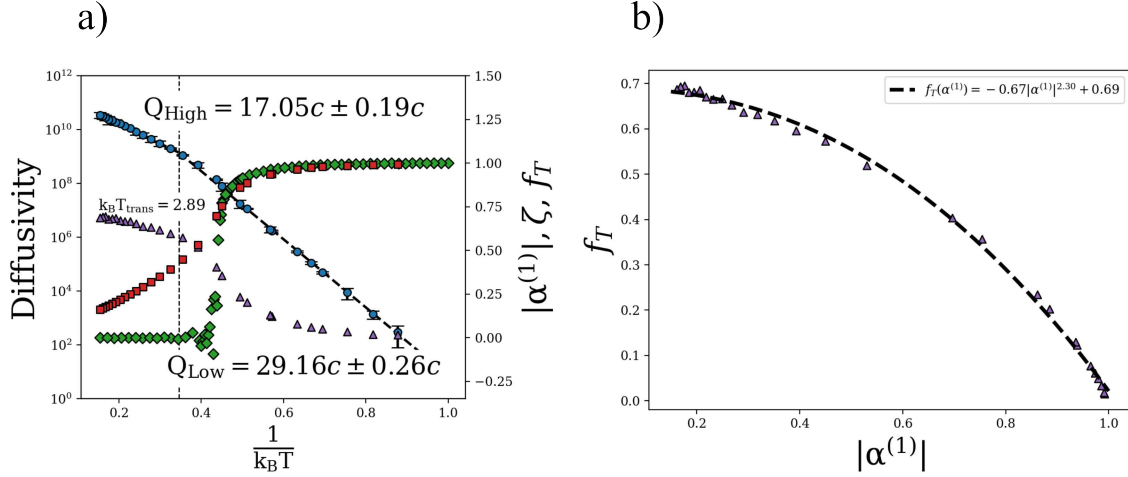 a)
b)
10¹²
10¹⁰
10⁸
10⁶
10⁴
10²
10⁰
Diffusivity
Q_High = 17.05c ± 0.19c
k_BT_trans = 2.89
Q_Low = 29.16c ± 0.26c
0.2 0.4 0.6 0.8 1.0
1/k_BT
1.50
1.25
1.00
0.75
0.50
0.25
0.00
−0.25
|α⁽¹⁾|, ζ, f_T
0.7
0.6
0.5
0.4
0.3
0.2
0.1
0.0
f_T
f_T(α⁽¹⁾) = − 0.67|α⁽¹⁾|²·³⁰ + 0.69
0.2 0.4 0.6 0.8 1.0
|α⁽¹⁾|